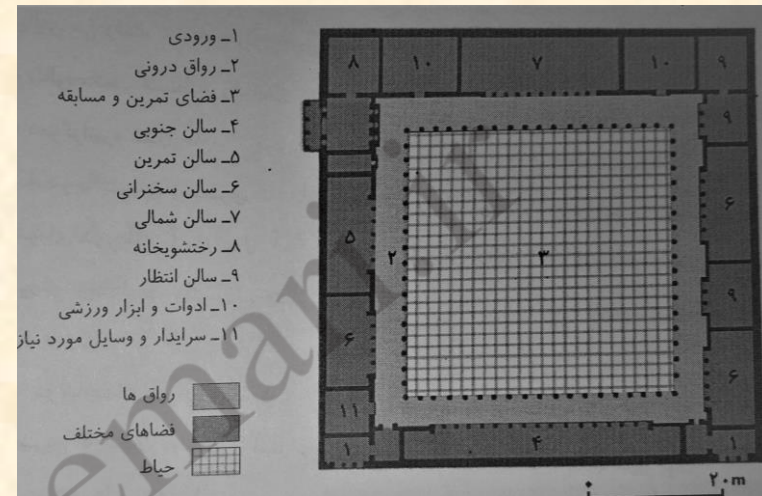 ۱ـ ورودی
۲ـ رواق درونی
۳ـ فضای تمرین و مسابقه
۴ـ سالن جنوبی
۵ـ سالن تمرین
۶ـ سالن سخنرانی
۷ـ سالن شمالی
۸ـ رختشویخانه
۹ـ سالن انتظار
۱۰ـ ادوات و ابزار ورزشی
۱۱ـ سرایدار و وسایل مورد نیاز
رواق ها
فضاهای مختلف
حیاط
۸ ۱۰ ۷ ۱۰ ۹
۹
۵ ۶
۲ ۳
۹
۶ ۶
۱۱
۱ ۴ ۱
۲۰m
emari.ir